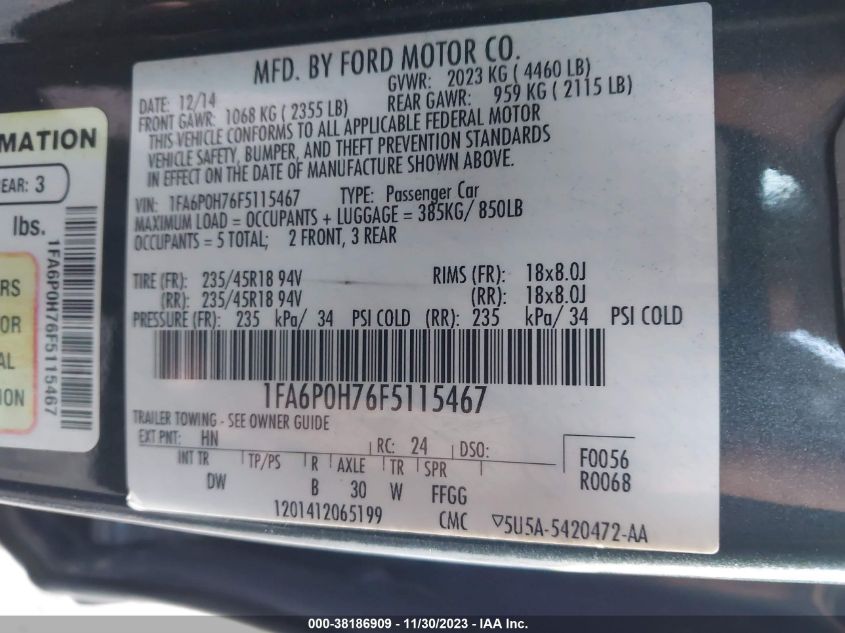 MFD. BY FORD MOTOR CO.
DATE: 12/14 GVWR: 2023 KG ( 4460 LB)
FRONT GAWR: 1068 KG ( 2355 LB) REAR GAWR: 959 KG ( 2115 LB)
THIS VEHICLE CONFORMS TO ALL APPLICABLE FEDERAL MOTOR
VEHICLE SAFETY, BUMPER, AND THEFT PREVENTION STANDARDS
IN EFFECT ON THE DATE OF MANUFACTURE SHOWN ABOVE.
VIN: 1FA6P0H76F5115467 TYPE: Passenger Car
MAXIMUM LOAD = OCCUPANTS + LUGGAGE = 385KG/ 850LB
OCCUPANTS = 5 TOTAL; 2 FRONT, 3 REAR
TIRE (FR): 235/45R18 94V RIMS (FR): 18x8.0J
(RR): 235/45R18 94V (RR): 18x8.0J
PRESSURE (FR): 235 kPa/ 34 PSI COLD (RR): 235 kPa/ 34 PSI COLD
1FA6P0H76F5115467
TRAILER TOWING - SEE OWNER GUIDE
EXT PNT: HN RC: 24 DSO:
INT TR TP/PS R AXLE TR SPR
DW B 30 W FFGG
F0056
R0068
1201412065199 CMC ▽5U5A-5420472-AA
MATION
EAR: 3
lbs.
1FA6P0H76F5115467
RS
OR
AL
ION
000-38186909 - 11/30/2023 - IAA Inc.